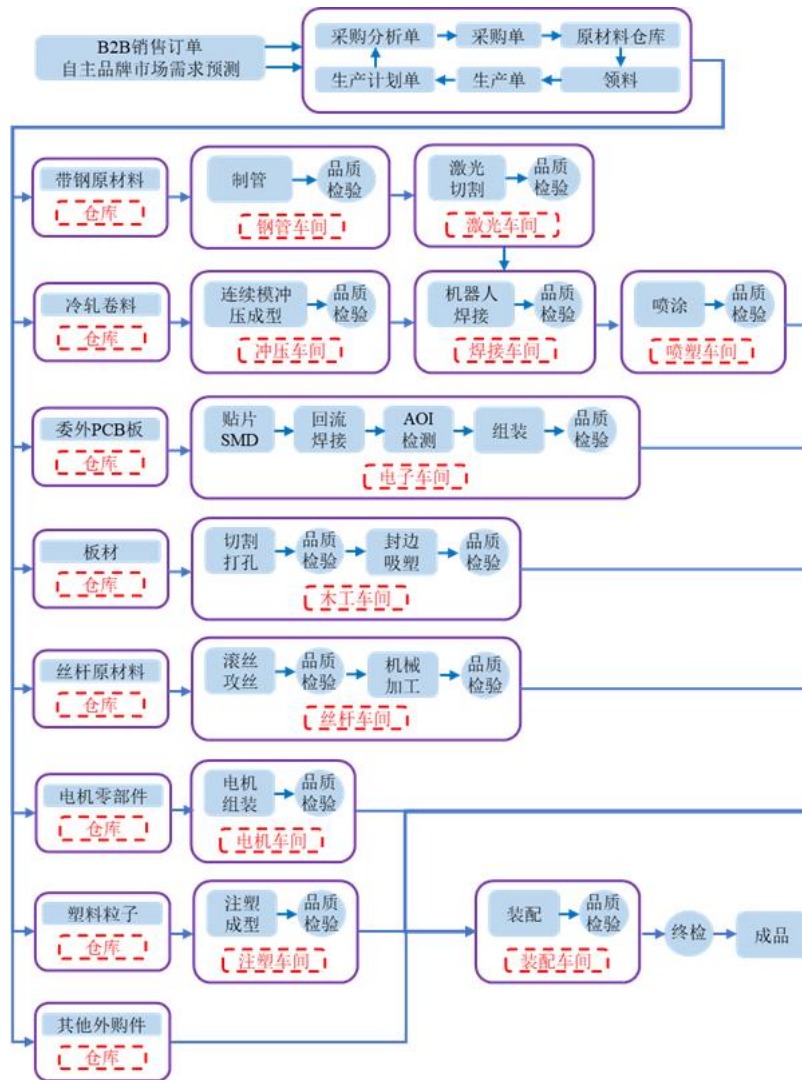 B2B销售订单
自主品牌市场需求预测
采购分析单
采购单
原材料仓库
生产计划单
生产单
领料
带钢原材料
仓库
制管
品质
检验
钢管车间
激光
切割
品质
检验
激光车间
冷轧卷料
仓库
连续模冲
压成型
品质
检验
冲压车间
机器人
焊接
品质
检验
焊接车间
喷涂
品质
检验
喷塑车间
委外PCB板
仓库
贴片
SMD
回流
焊接
AOI
检测
组装
品质
检验
电子车间
板材
仓库
切割
打孔
品质
检验
封边
吸塑
品质
检验
木工车间
丝杆原材料
仓库
滚丝
攻丝
品质
检验
机械
加工
品质
检验
丝杆车间
电机零部件
仓库
电机
组装
品质
检验
电机车间
塑料粒子
仓库
注塑
成型
品质
检验
注塑车间
装配
品质
检验
装配车间
终检
成品
其他外购件
仓库